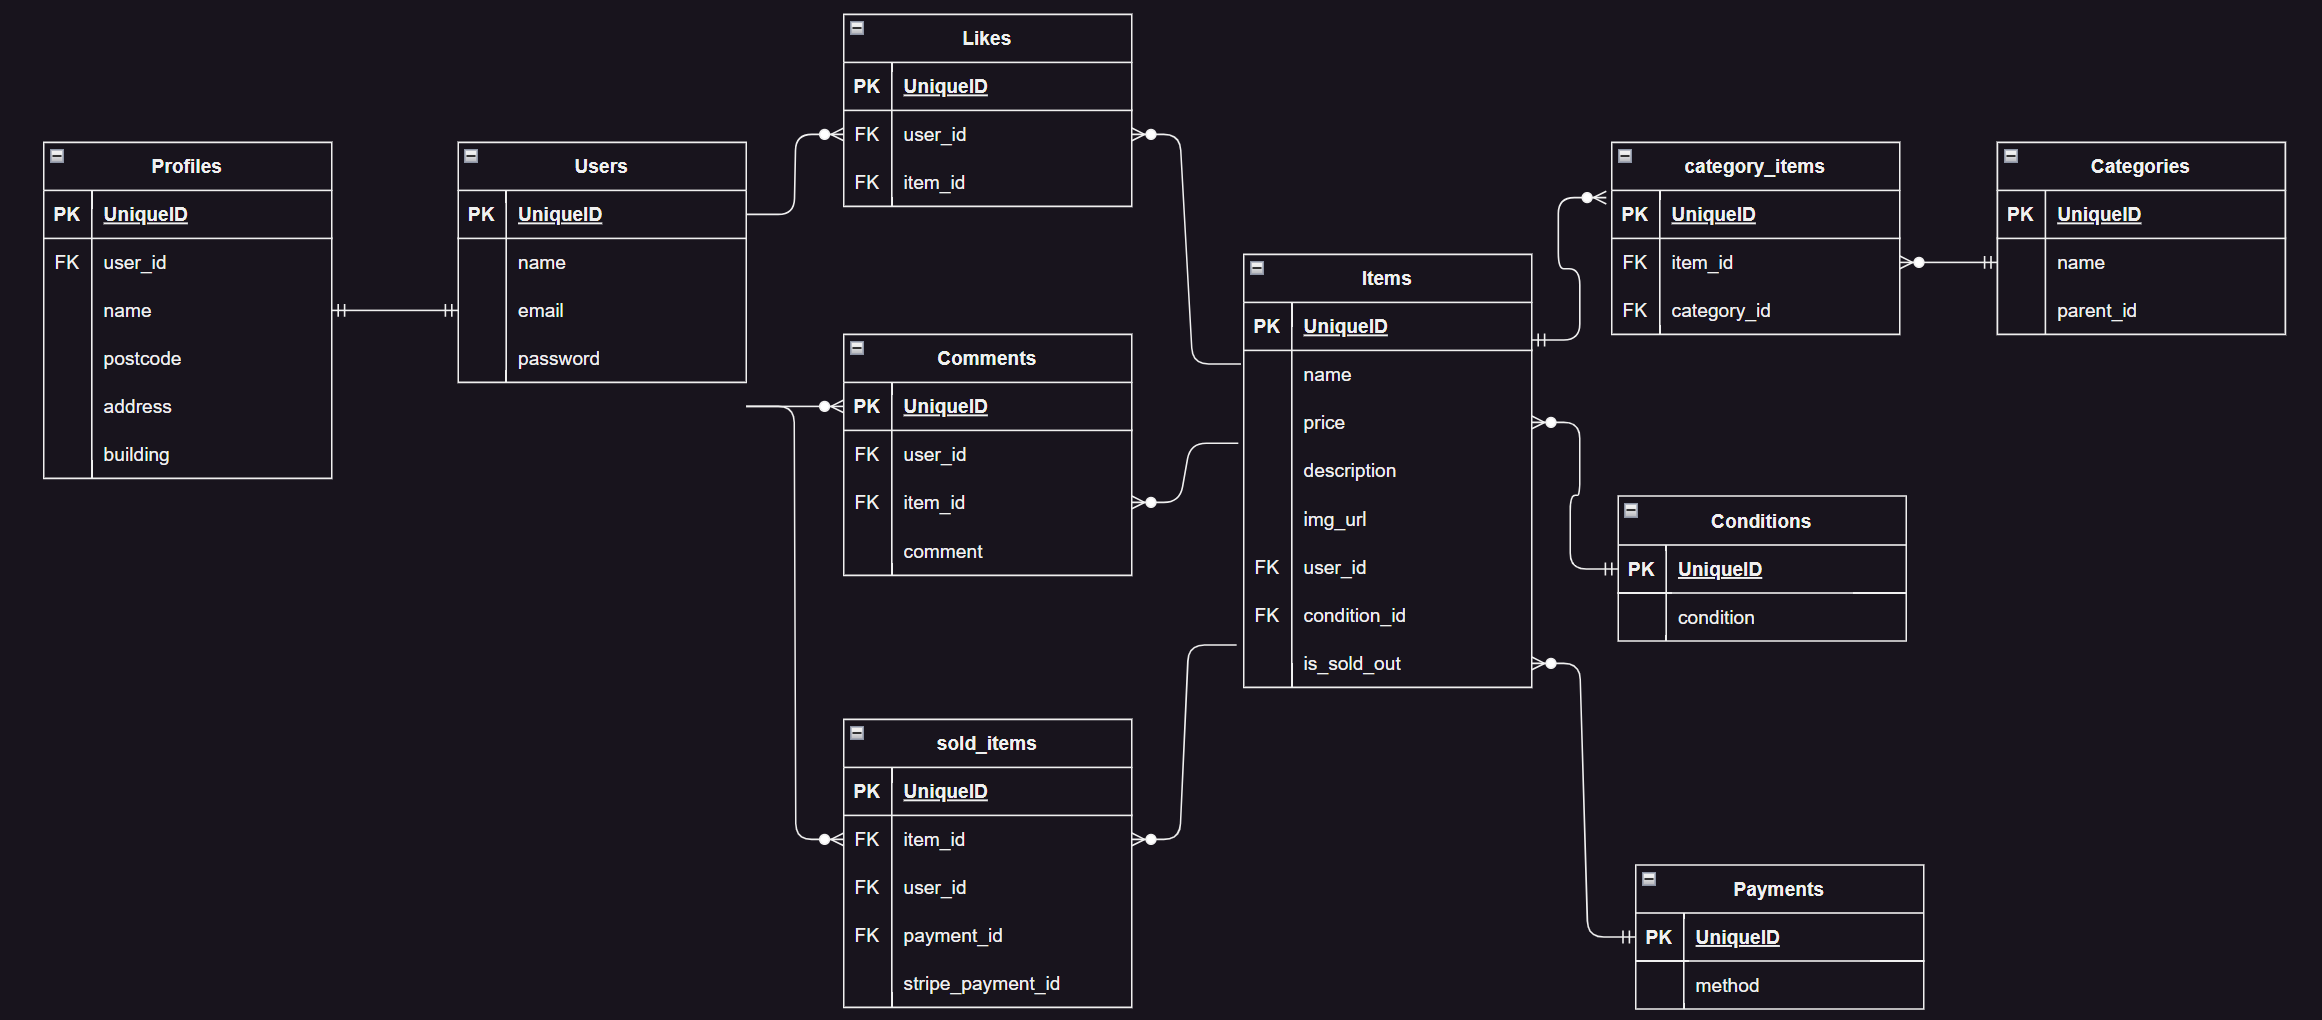 Profiles
PK UniqueID
FK user_id
name
postcode
address
building
Users
PK UniqueID
name
email
password
Likes
PK UniqueID
FK user_id
FK item_id
Comments
PK UniqueID
FK user_id
FK item_id
comment
sold_items
PK UniqueID
FK item_id
FK user_id
FK payment_id
stripe_payment_id
Items
PK UniqueID
name
price
description
img_url
FK user_id
FK condition_id
is_sold_out
category_items
PK UniqueID
FK item_id
FK category_id
Categories
PK UniqueID
name
parent_id
Conditions
PK UniqueID
condition
Payments
PK UniqueID
method